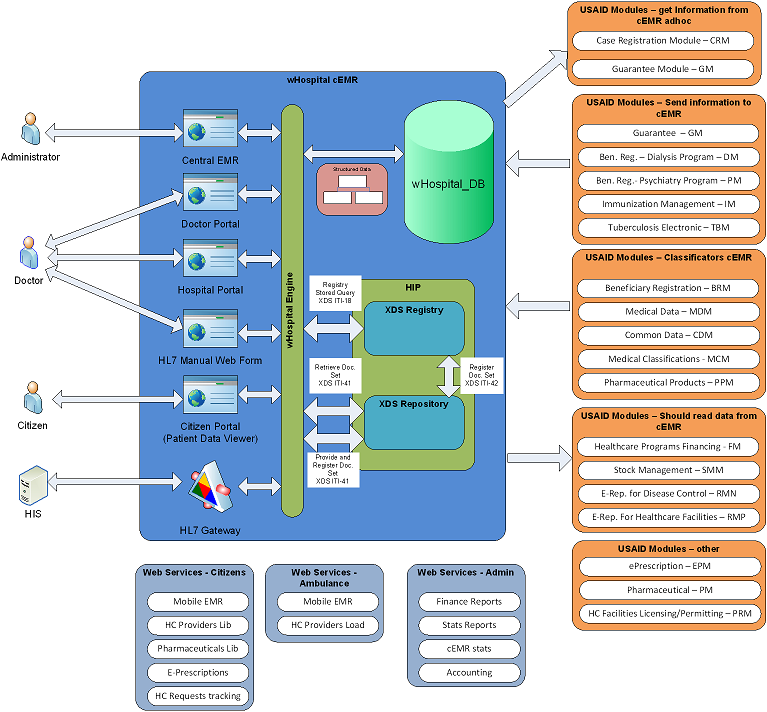 wHospital cEMR
Administrator
Doctor
Citizen
HIS
Central EMR
Doctor Portal
Hospital Portal
HL7 Manual Web Form
Citizen Portal
(Patient Data Viewer)
HL7 Gateway
wHospital Engine
Structured Data
wHospital_DB
HIP
Registry
Stored Query
XDS ITI-18
XDS Registry
Retrieve Doc.
Set
XDS ITI-41
Register
Doc. Set
XDS ITI-42
XDS Repository
Provide and
Register Doc.
Set
XDS ITI-41
USAID Modules – get Information from
cEMR adhoc
Case Registration Module – CRM
Guarantee Module – GM
USAID Modules – Send information to
cEMR
Guarantee – GM
Ben. Reg. – Dialysis Program – DM
Ben. Reg.- Psychiatry Program – PM
Immunization Management – IM
Tuberculosis Electronic – TBM
USAID Modules – Classificators cEMR
Beneficiary Registration – BRM
Medical Data – MDM
Common Data – CDM
Medical Classifications - MCM
Pharmaceutical Products – PPM
USAID Modules – Should read data from
cEMR
Healthcare Programs Financing - FM
Stock Management – SMM
E-Rep. for Disease Control – RMN
E-Rep. For Healthcare Facilities – RMP
USAID Modules – other
ePrescription – EPM
Pharmaceutical – PM
HC Facilities Licensing/Permitting – PRM
Web Services - Citizens
Mobile EMR
HC Providers Lib
Pharmaceuticals Lib
E-Prescriptions
HC Requests tracking
Web Services -
Ambulance
Mobile EMR
HC Providers Load
Web Services - Admin
Finance Reports
Stats Reports
cEMR stats
Accounting